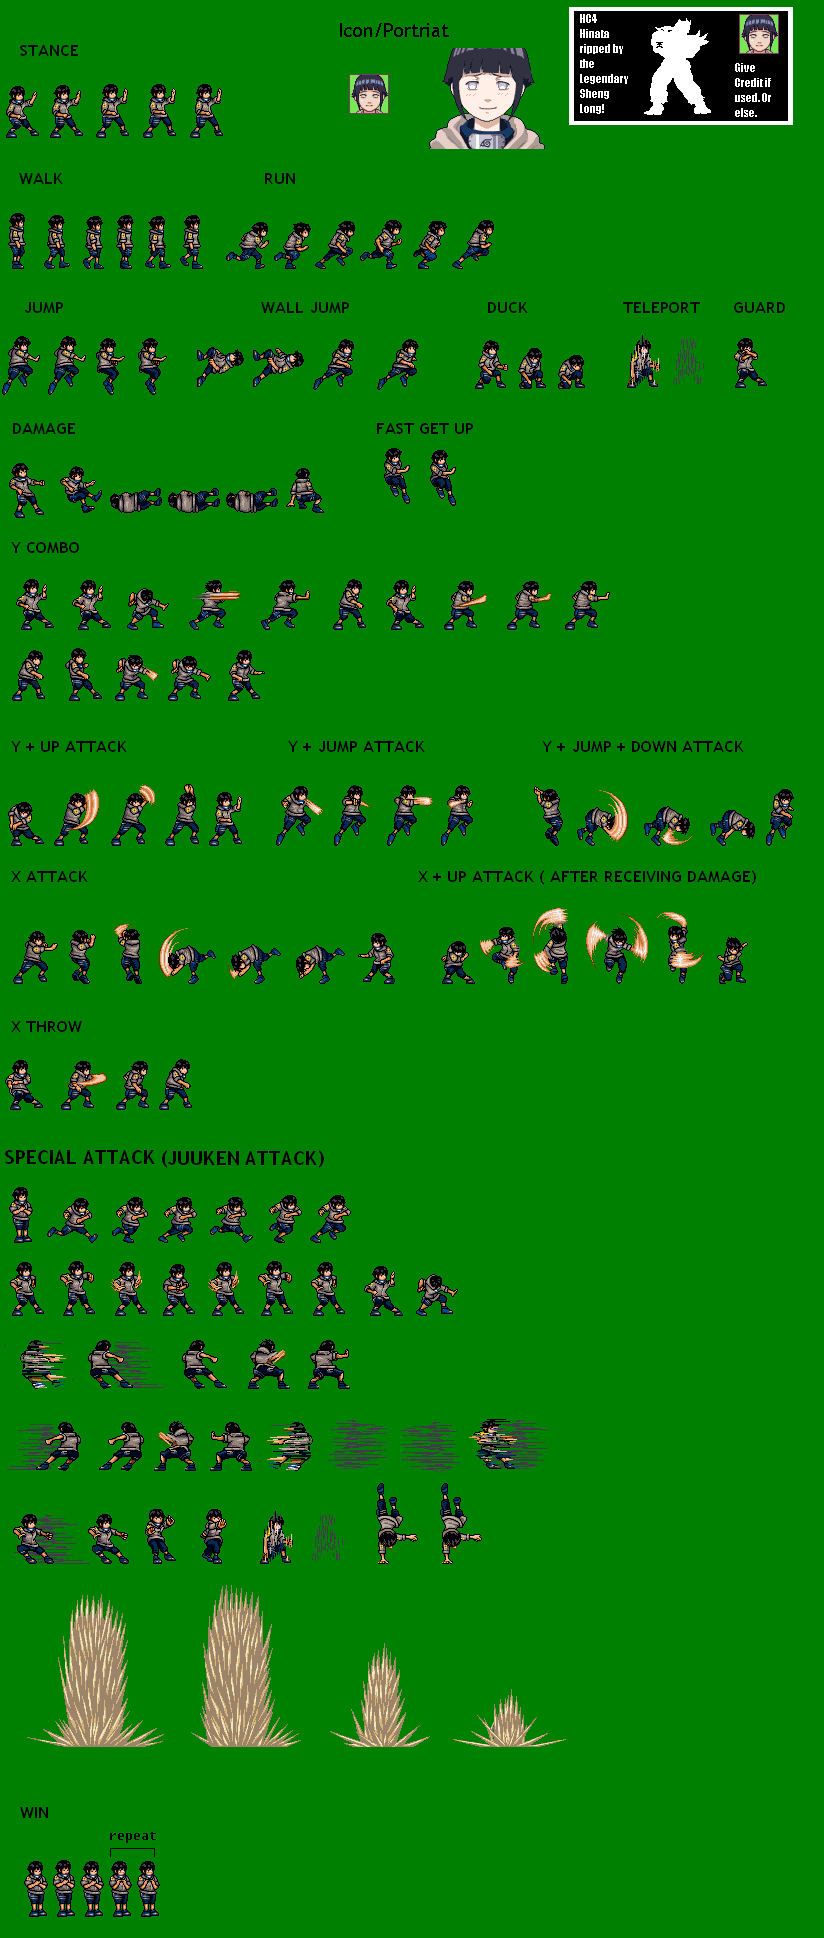 Icon/Portriat
HG4
Hinata
ripped by
the
Legendary
Sheng
Long!
Give
Credit if
used. Or
else.
STANCE
WALK
RUN
JUMP
WALL JUMP
DUCK
TELEPORT
GUARD
DAMAGE
FAST GET UP
Y COMBO
Y + UP ATTACK
Y + JUMP ATTACK
Y + JUMP + DOWN ATTACK
X ATTACK
X + UP ATTACK ( AFTER RECEIVING DAMAGE)
X THROW
SPECIAL ATTACK (JUUKEN ATTACK)
WIN
repeat